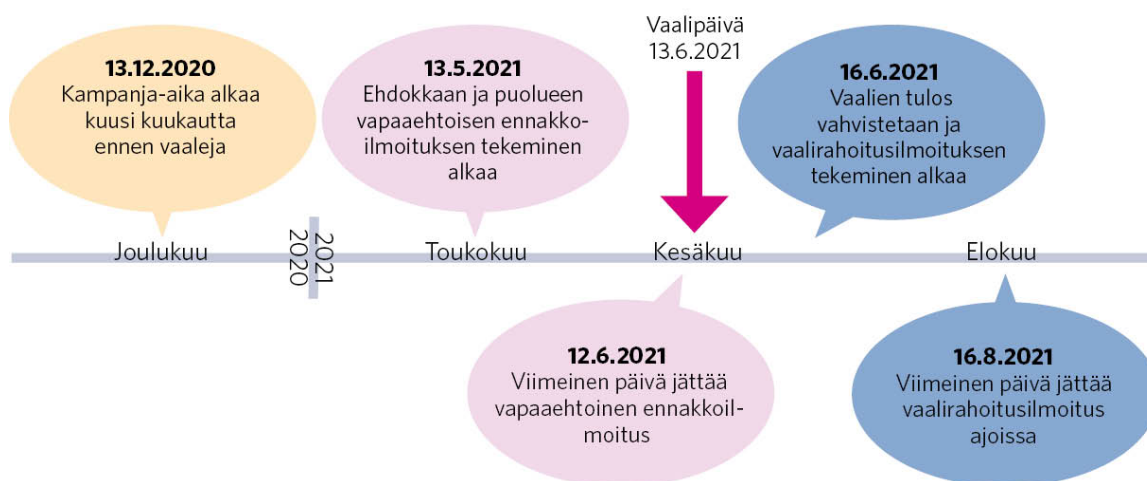 13.12.2020
Kampanja-aika alkaa
kuusi kuukautta
ennen vaaleja
13.5.2021
Ehdokkaan ja puolueen
vapaaehtoisen ennakko-
ilmoituksen tekeminen
alkaa
Vaalipäivä
13.6.2021
16.6.2021
Vaalien tulos
vahvistetaan ja
vaalirahoitusilmoituksen
tekeminen alkaa
Joulukuu
2020
2021
Toukokuu
Kesäkuu
Elokuu
12.6.2021
Viimeinen päivä jättää
vapaaehtoinen ennakkoil-
moitus
16.8.2021
Viimeinen päivä jättää
vaalirahoitusilmoitus
ajoissa